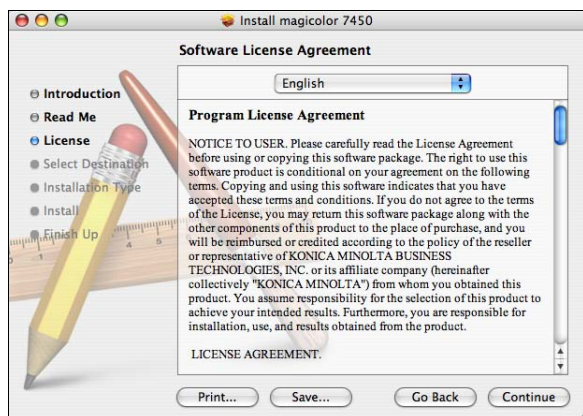 Install magicolor 7450
Software License Agreement
Introduction
Read Me
License
Select Destination
Installation Type
Install
Finish Up
English
Program License Agreement
NOTICE TO USER. Please carefully read the License Agreement
before using or copying this software package. The right to use this
software product is conditional on your agreement on the following
terms. Copying and using this software indicates that you have
accepted these terms and conditions. If you do not agree to the terms
of the License, you may return this software package along with the
other components of this product to the place of purchase, and you
will be reimbursed or credited according to the policy of the reseller
or representative of KONICA MINOLTA BUSINESS
TECHNOLOGIES, INC. or its affiliate company (hereinafter
collectively "KONICA MINOLTA") from whom you obtained this
product. You assume responsibility for the selection of this product to
achieve your intended results. Furthermore, you are responsible for
installation, use, and results obtained from the product.
LICENSE AGREEMENT.
Print... Save... Go Back Continue